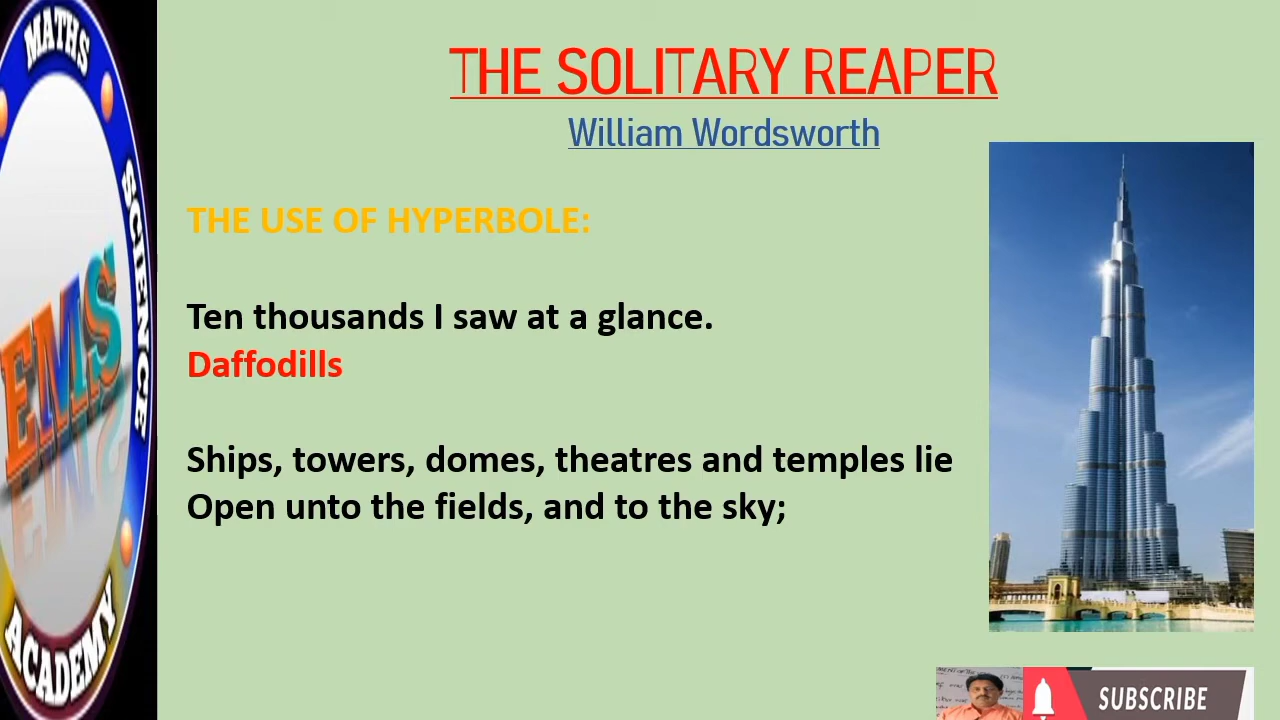 MATHS
SCIENCE
EMS
ACADEMY
THE SOLITARY REAPER
William Wordsworth
THE USE OF HYPERBOLE:
Ten thousands I saw at a glance.
Daffodills
Ships, towers, domes, theatres and temples lie
Open unto the fields, and to the sky;
SUBSCRIBE